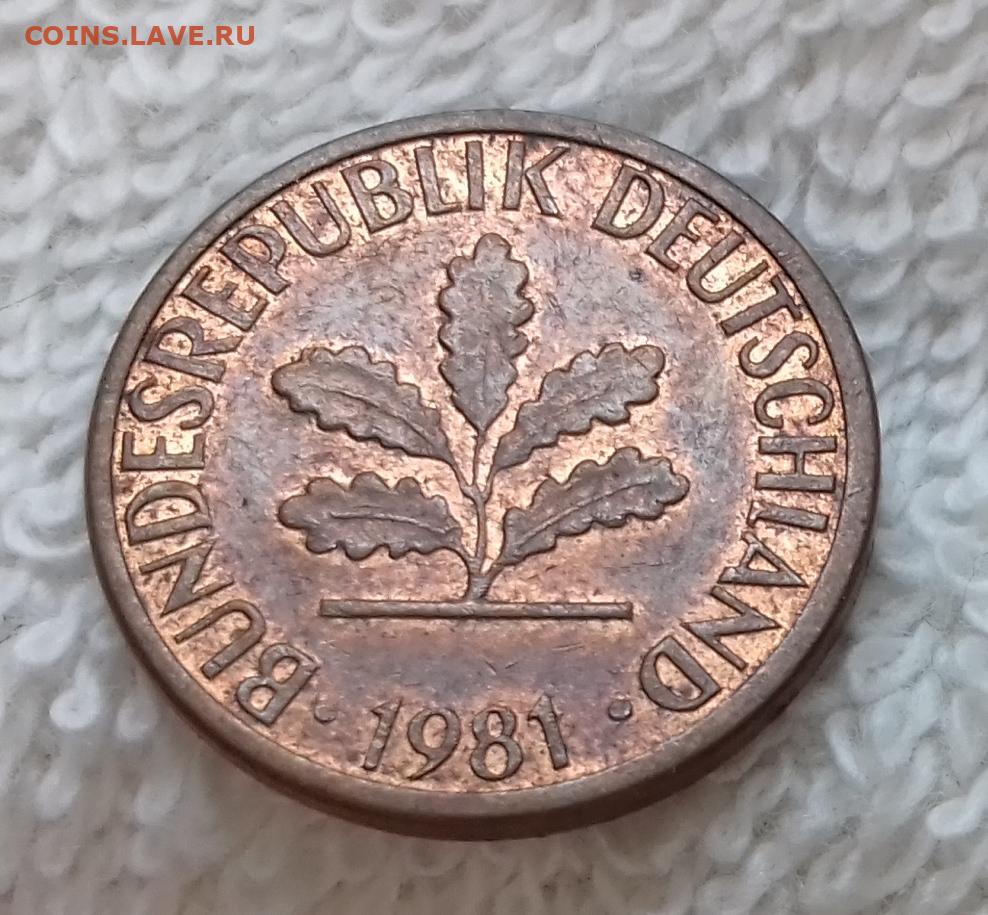 COINS.LAVE.RU
BUNDESREPUBLIK DEUTSCHLAND
· 1981 ·